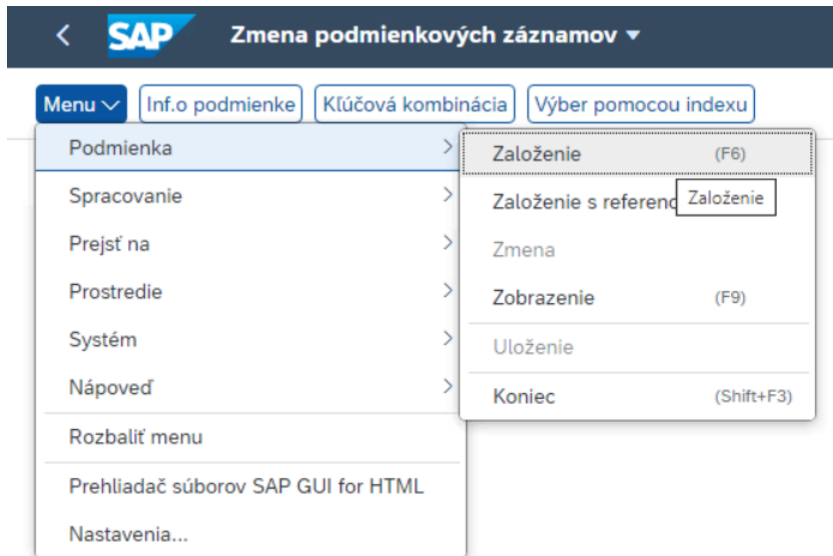 SAP Zmena podmienkových záznamov
Menu Inf.o podmienke Kľúčová kombinácia Výber pomocou indexu
Podmienka
Spracovanie
Prejsť na
Prostredie
Systém
Nápoveď
Rozbaliť menu
Prehliadač súborov SAP GUI for HTML
Nastavenia...
Založenie (F6)
Založenie s referenc
Založenie
Zmena
Zobrazenie (F9)
Uloženie
Koniec (Shift+F3)